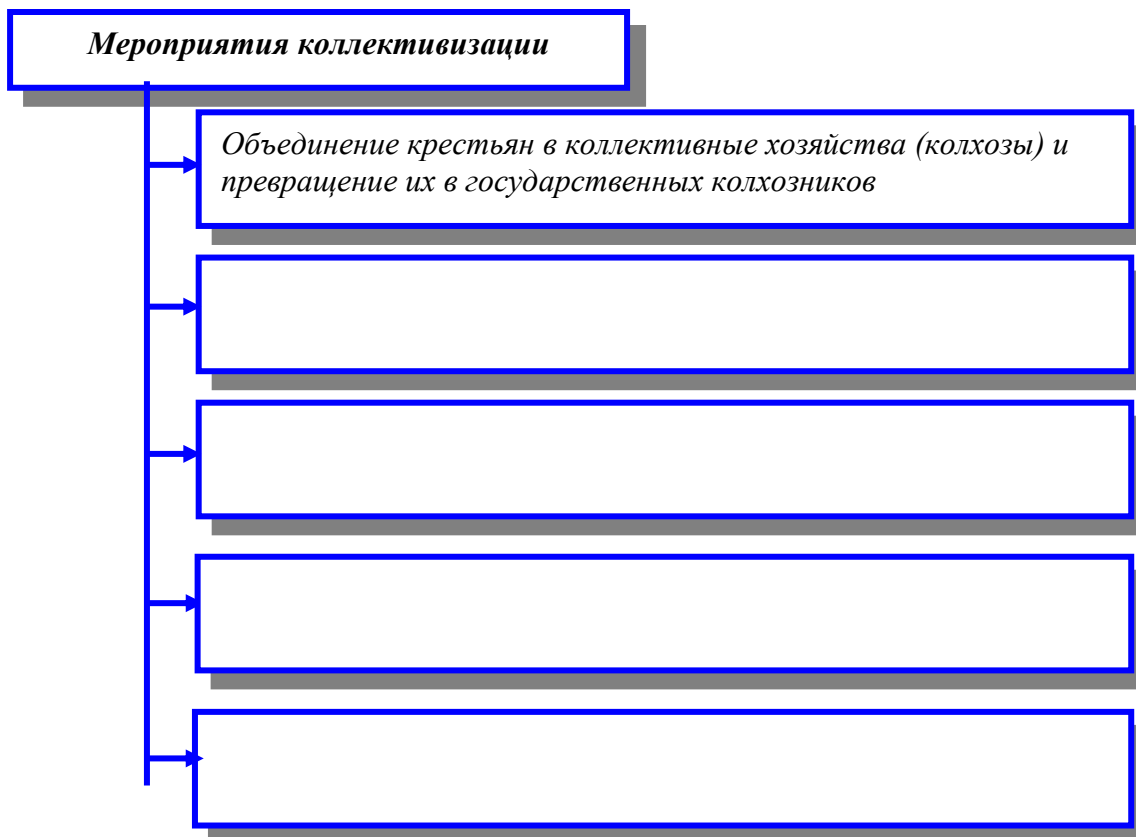 Мероприятия коллективизации
Объединение крестьян в коллективные хозяйства (колхозы) и
превращение их в государственных колхозников